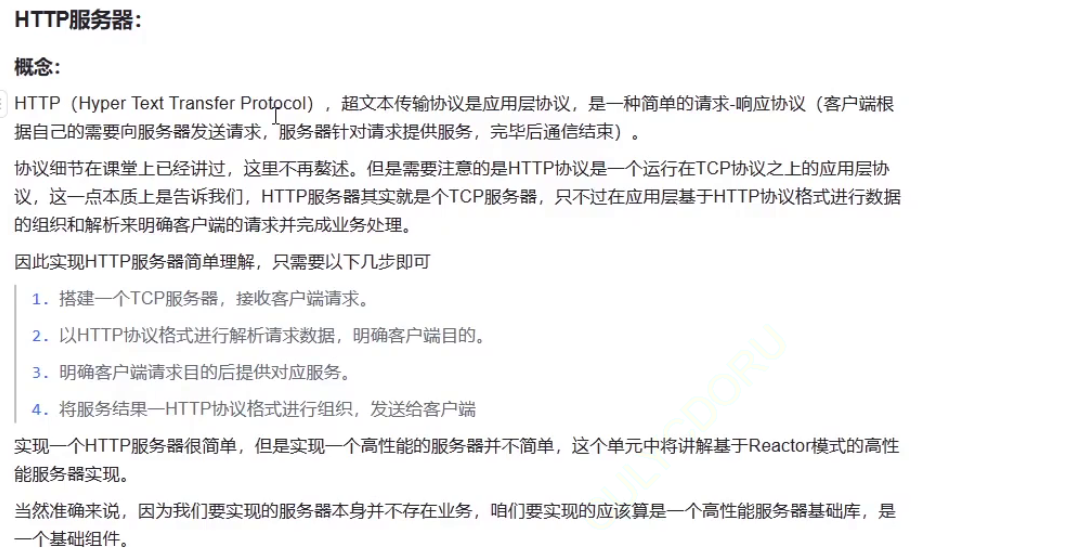 HTTP服务器：
概念：
HTTP（Hyper Text Transfer Protocol），超文本传输协议是应用层协议，是一种简单的请求-响应协议（客户端根
据自己的需要向服务器发送请求，服务器针对请求提供服务，完毕后通信结束）。
协议细节在课堂上已经讲过，这里不再赘述。但是需要注意的是HTTP协议是一个运行在TCP协议之上的应用层协
议，这一点本质上是告诉我们，HTTP服务器其实就是个TCP服务器，只不过在应用层基于HTTP协议格式进行数据
的组织和解析来明确客户端的请求并完成业务处理。
因此实现HTTP服务器简单理解，只需要以下几步即可
1. 搭建一个TCP服务器，接收客户端请求。
2. 以HTTP协议格式进行解析请求数据，明确客户端目的。
3. 明确客户端请求目的后提供对应服务。
4. 将服务结果一HTTP协议格式进行组织，发送给客户端
实现一个HTTP服务器很简单，但是实现一个高性能的服务器并不简单，这个单元中将讲解基于Reactor模式的高性
能服务器实现。
当然准确来说，因为我们要实现的服务器本身并不存在业务，咱们要实现的应该算是一个高性能服务器基础库，是
一个基础组件。